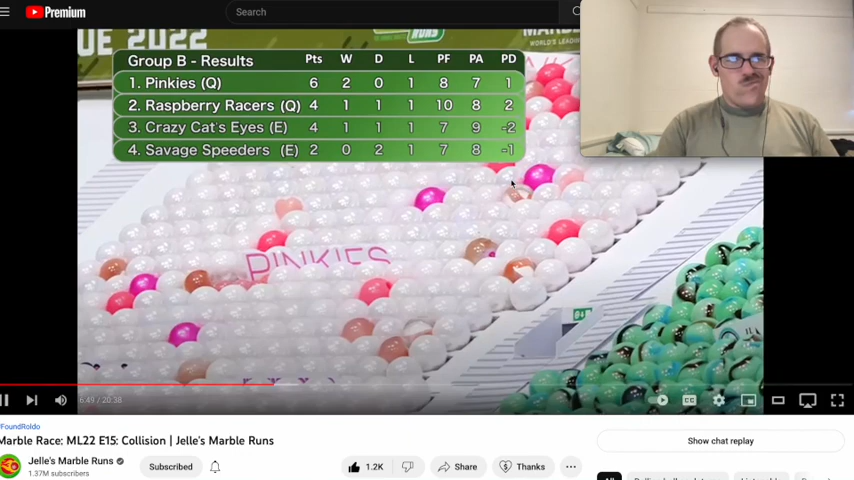 Premium
Search
UE 2022
Group B - Results Pts W D L PF PA PD
1. Pinkies (Q) 6 2 0 1 8 7 1
2. Raspberry Racers (Q) 4 1 1 1 10 8 2
3. Crazy Cat's Eyes (E) 4 1 1 1 7 9 -2
4. Savage Speeders (E) 2 0 2 1 7 8 -1
WORLD'S LEAG
PINKIES
6:49 / 20:38
CC
#FoundRoldo
Marble Race: ML22 E15: Collision | Jelle's Marble Runs
Show chat replay
Jelle's Marble Runs
1.37M subscribers
Subscribed
1.2K
Share
Thanks
All